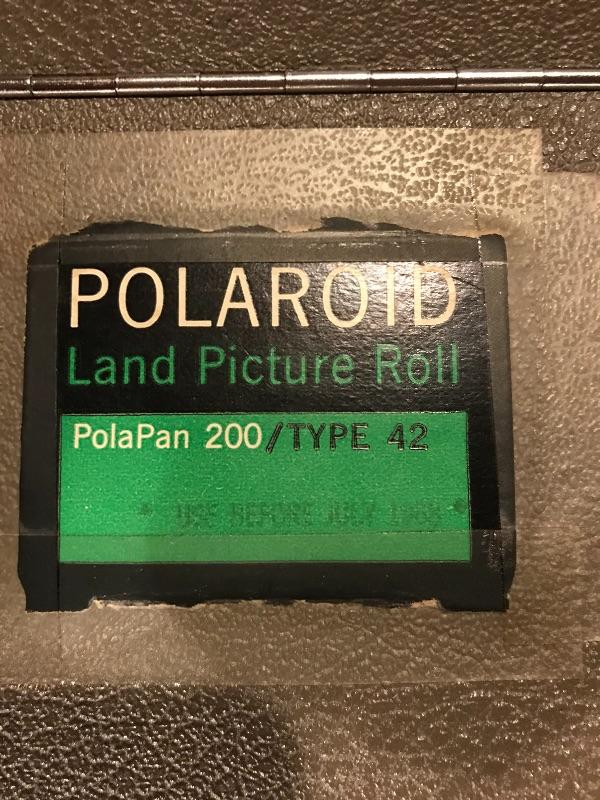 POLAROID
Land Picture Roll
PolaPan 200/TYPE 42
USE BEFORE JULY